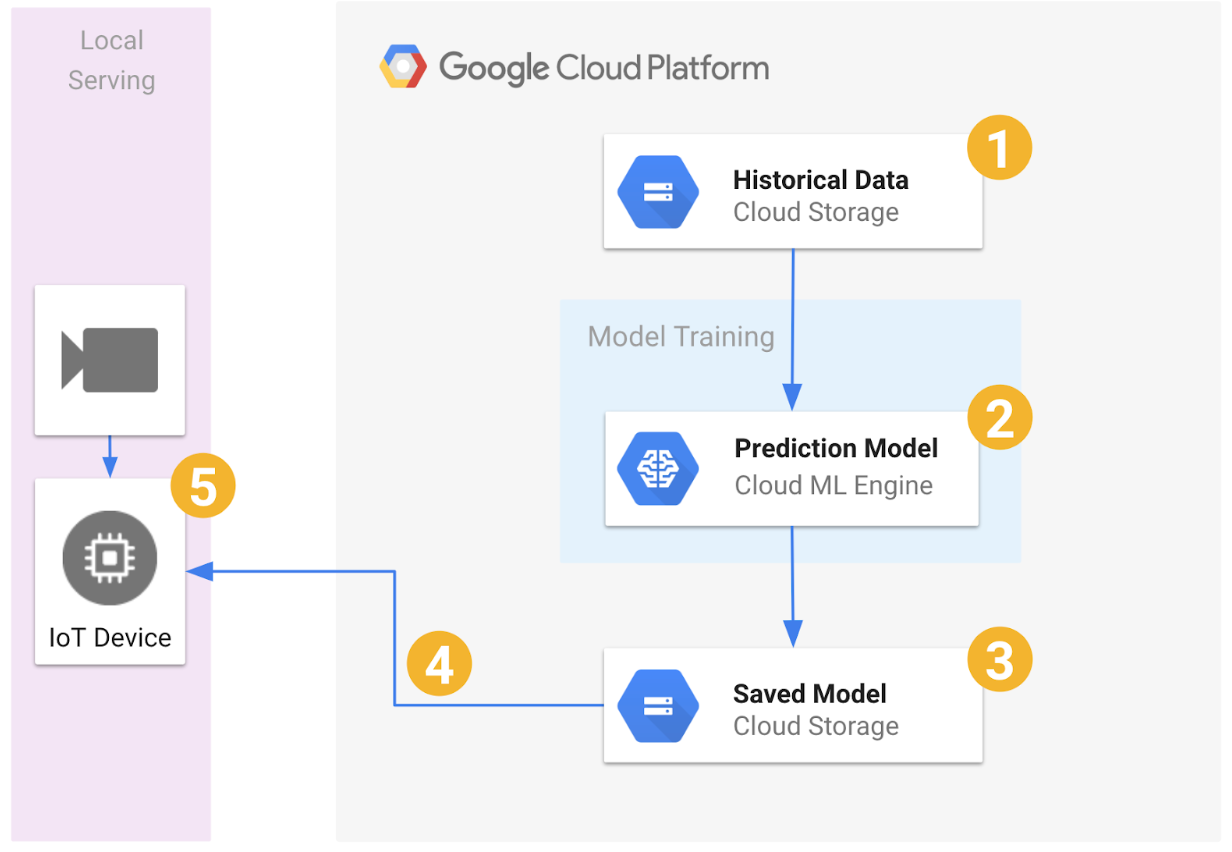 Local
Serving
Google Cloud Platform
1
Historical Data
Cloud Storage
Model Training
2
Prediction Model
Cloud ML Engine
5
IoT Device
4
3
Saved Model
Cloud Storage